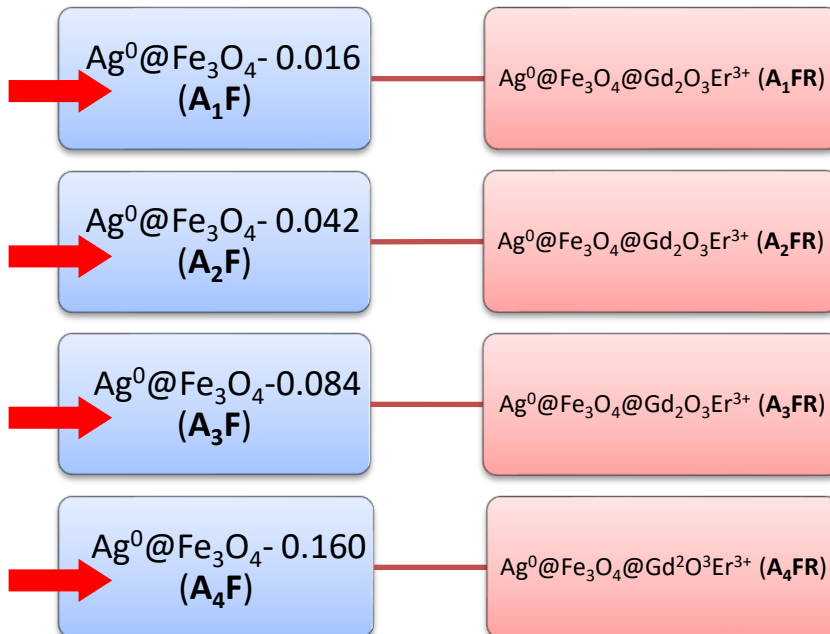 Ag⁰@Fe₃O₄- 0.016
(A₁F)
Ag⁰@Fe₃O₄@Gd₂O₃Er³⁺ (A₁FR)
Ag⁰@Fe₃O₄- 0.042
(A₂F)
Ag⁰@Fe₃O₄@Gd₂O₃Er³⁺ (A₂FR)
Ag⁰@Fe₃O₄-0.084
(A₃F)
Ag⁰@Fe₃O₄@Gd₂O₃Er³⁺ (A₃FR)
Ag⁰@Fe₃O₄- 0.160
(A₄F)
Ag⁰@Fe₃O₄@Gd²O³Er³⁺ (A₄FR)